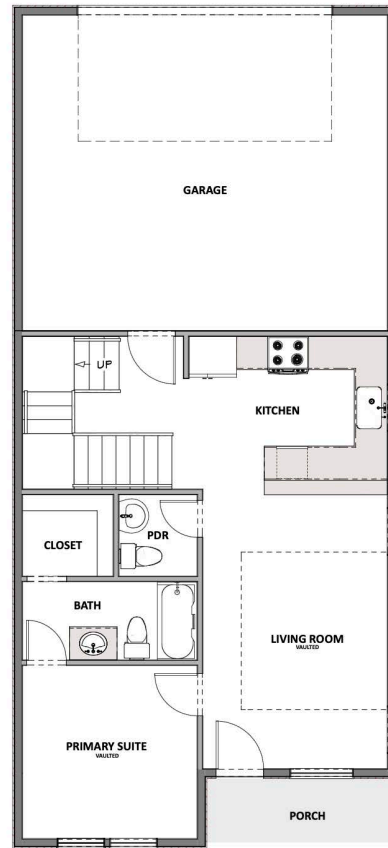 GARAGE
UP
KITCHEN
PDR
CLOSET
BATH
LIVING ROOM
VAULTED
PRIMARY SUITE
VAULTED
PORCH